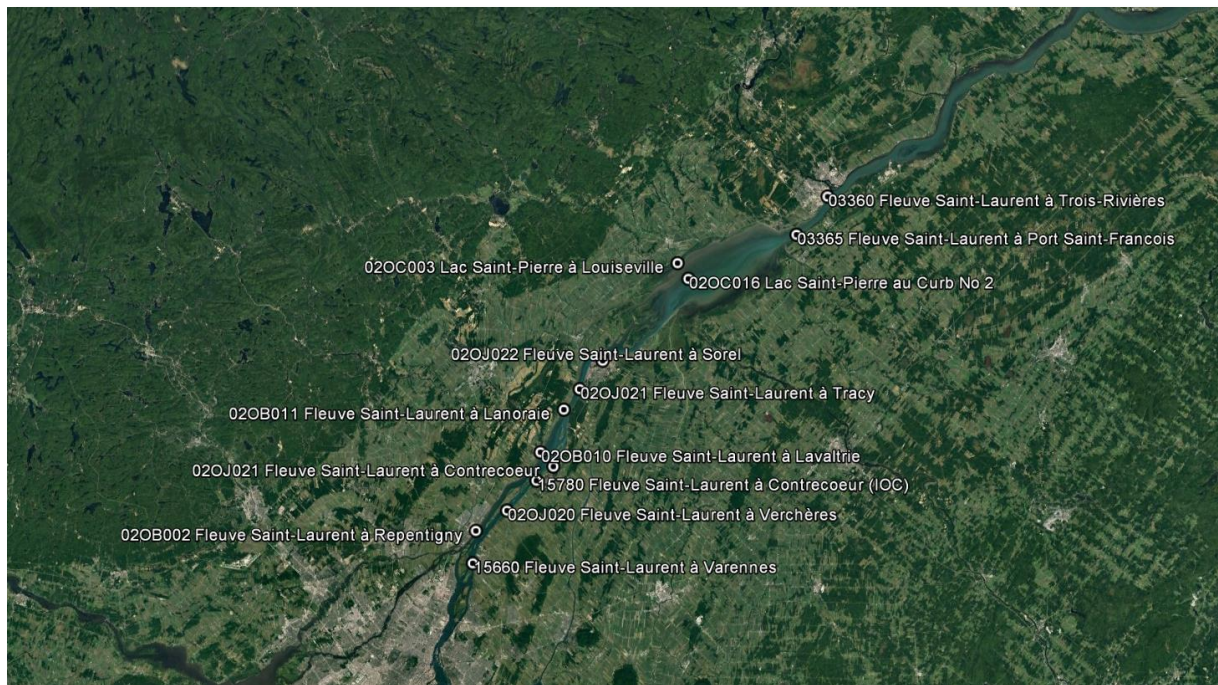 03360 Fleuve Saint-Laurent à Trois-Rivières
03365 Fleuve Saint-Laurent à Port Saint-Francois
02OC003 Lac Saint-Pierre à Louiseville
02OC016 Lac Saint-Pierre au Curb No 2
02OJ022 Fleuve Saint-Laurent à Sorel
02OJ021 Fleuve Saint-Laurent à Tracy
02OB011 Fleuve Saint-Laurent à Lanoraie
02OB010 Fleuve Saint-Laurent à Lavaltrie
02OJ021 Fleuve Saint-Laurent à Contrecoeur
15780 Fleuve Saint-Laurent à Contrecoeur (IOC)
02OJ020 Fleuve Saint-Laurent à Verchères
02OB002 Fleuve Saint-Laurent à Repentigny
15660 Fleuve Saint-Laurent à Varennes